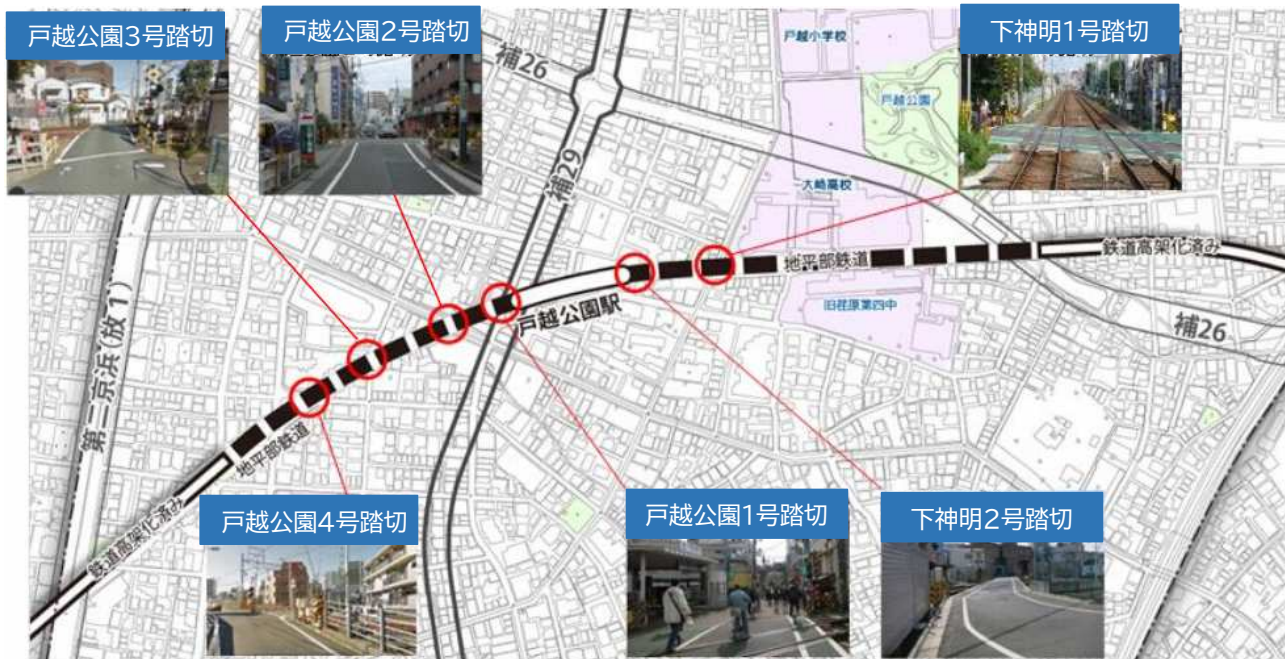 戸越公園3号踏切
戸越公園2号踏切
下神明1号踏切
補26
戸越小学校
戸越公園
補29
大崎高校
地平部鉄道
鉄道高架化済み
戸越公園駅
旧荏原第四中
補26
第二京浜(放1)
地平部鉄道
鉄道高架化済み
戸越公園4号踏切
戸越公園1号踏切
下神明2号踏切